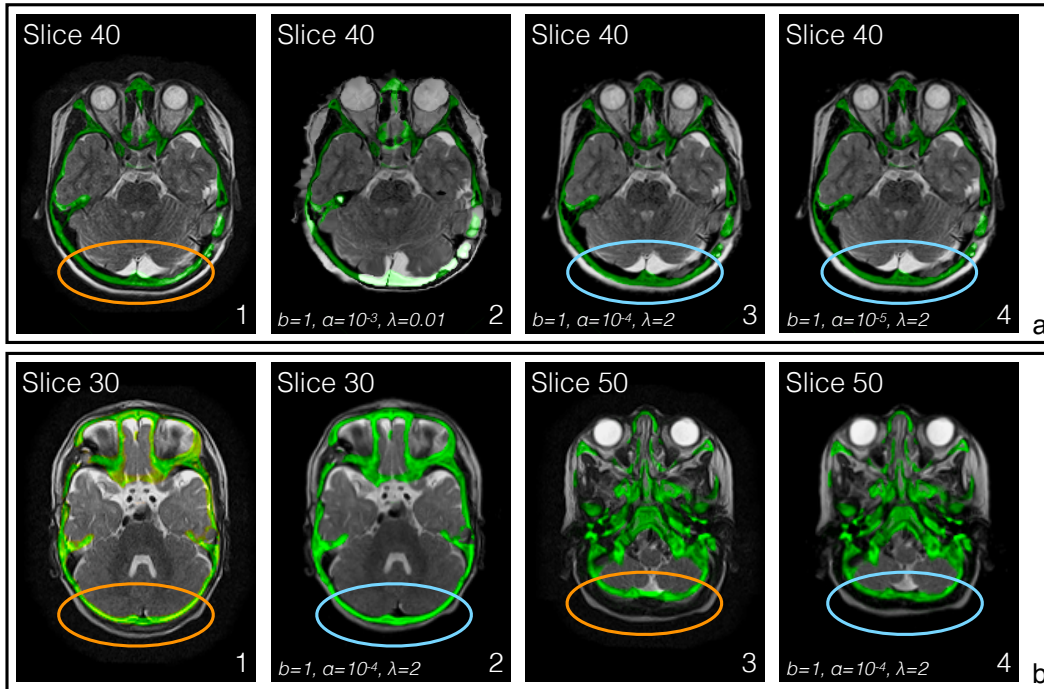 Slice 40
Slice 40
Slice 40
Slice 40
1
b=1, α=10⁻³, λ=0.01
2
b=1, α=10⁻⁴, λ=2
3
b=1, α=10⁻⁵, λ=2
4
a
Slice 30
Slice 30
Slice 50
Slice 50
1
b=1, α=10⁻⁴, λ=2
2
3
b=1, α=10⁻⁴, λ=2
4
b